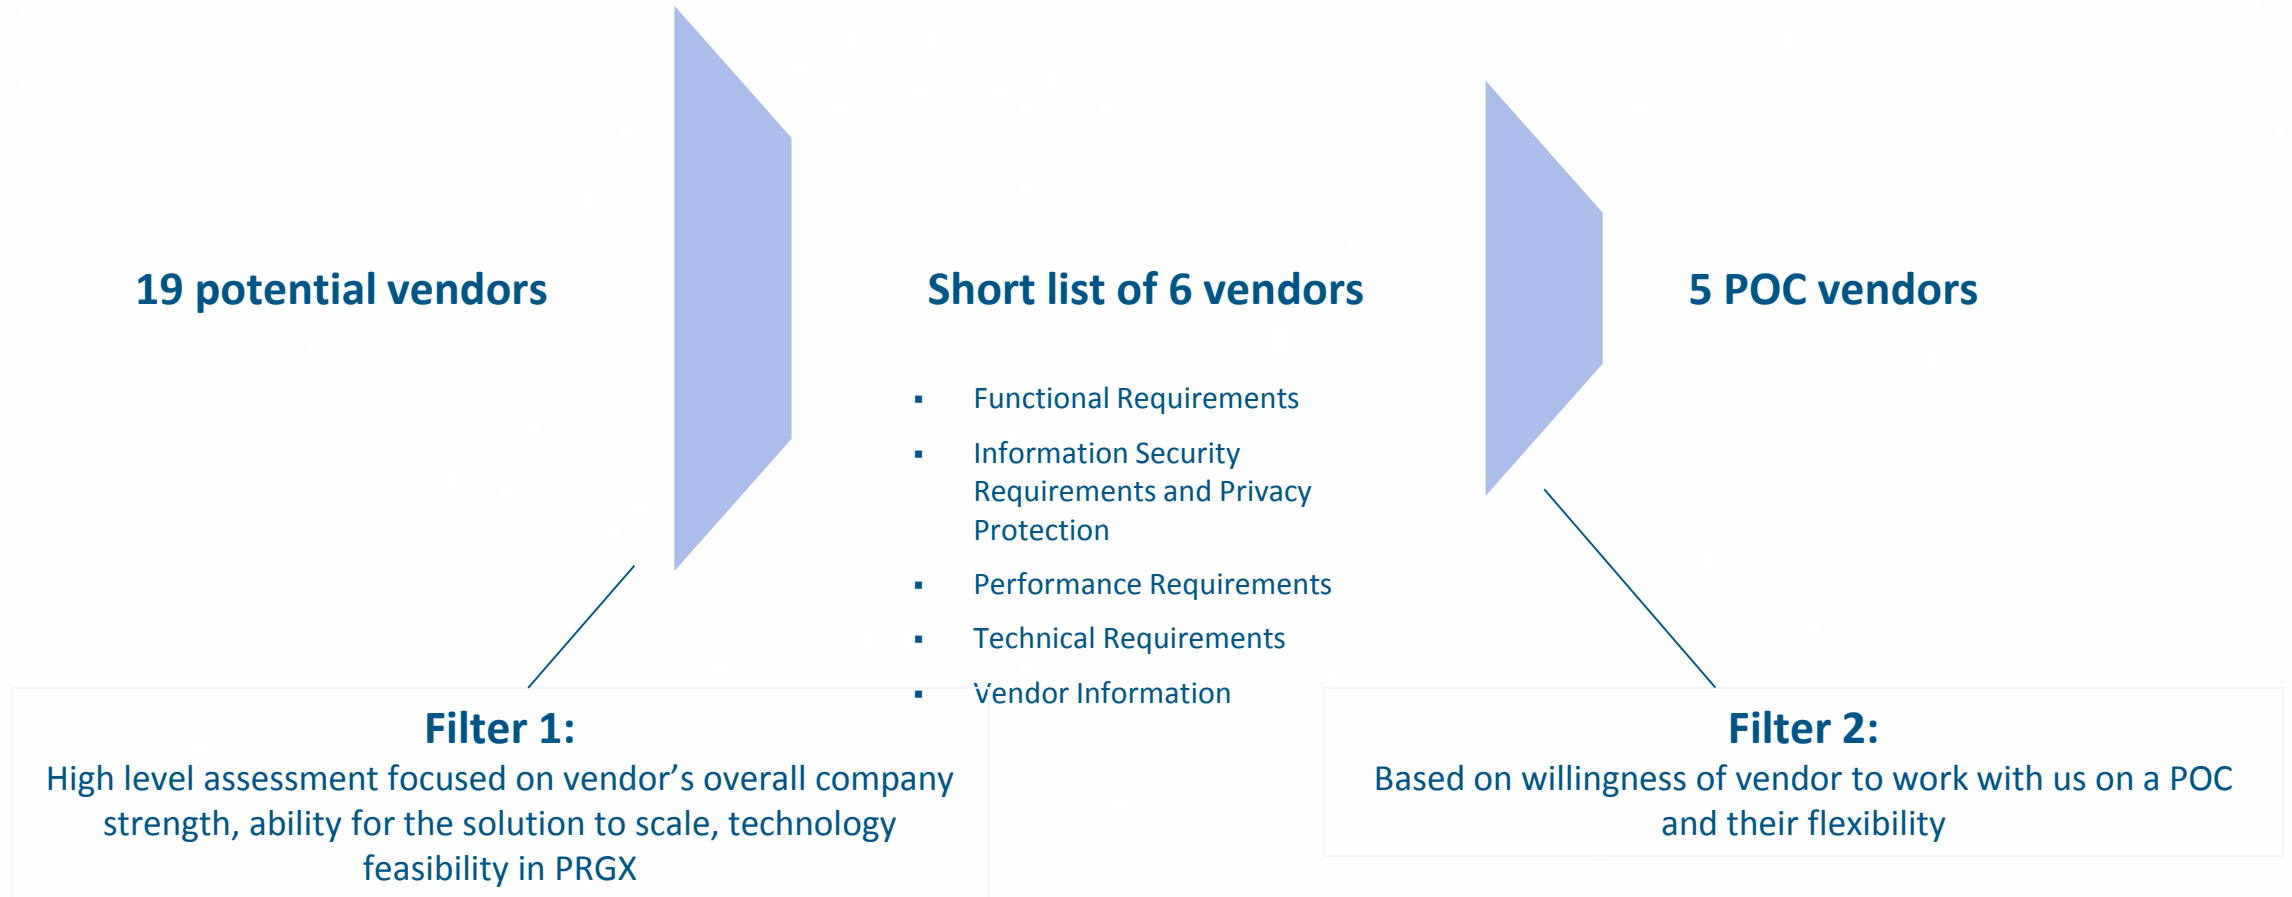 19 potential vendors
Short list of 6 vendors
5 POC vendors
▪ Functional Requirements
▪ Information Security
Requirements and Privacy
Protection
▪ Performance Requirements
▪ Technical Requirements
▪ Vendor Information
Filter 1:
High level assessment focused on vendor’s overall company
strength, ability for the solution to scale, technology
feasibility in PRGX
Filter 2:
Based on willingness of vendor to work with us on a POC
and their flexibility